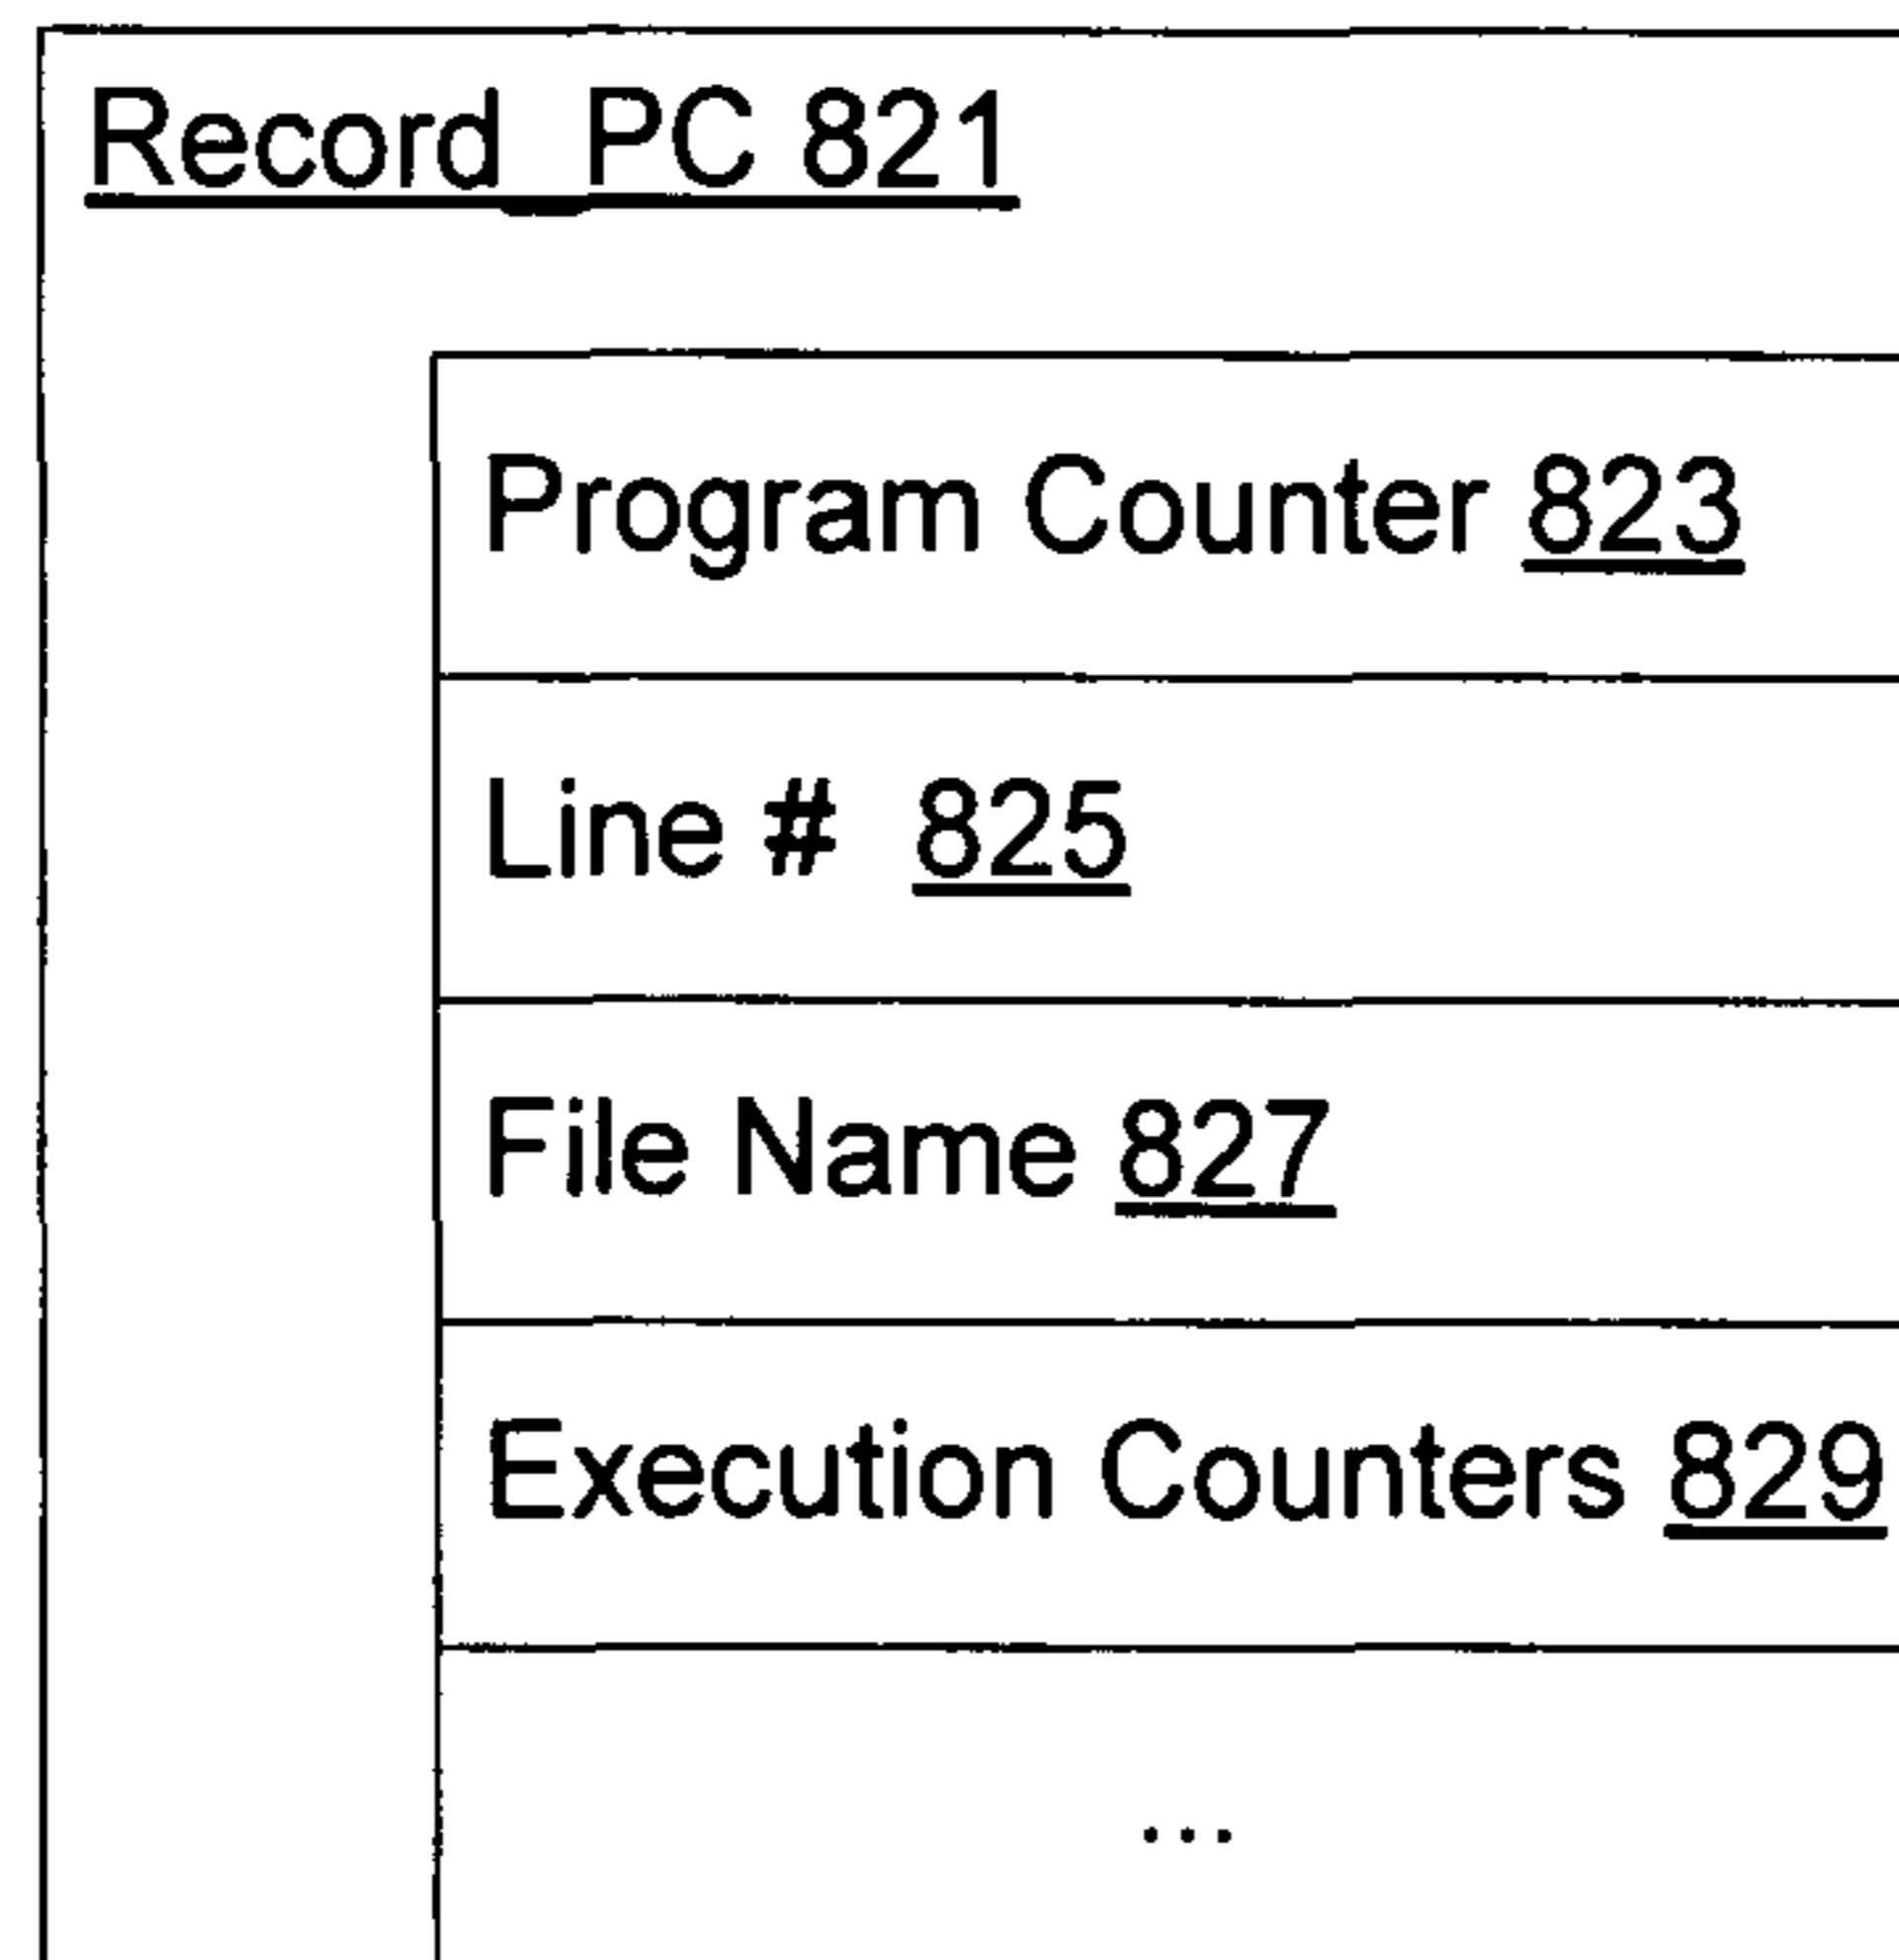 Record_PC 821
Program Counter 823
Line # 825
File Name 827
Execution Counters 829
...